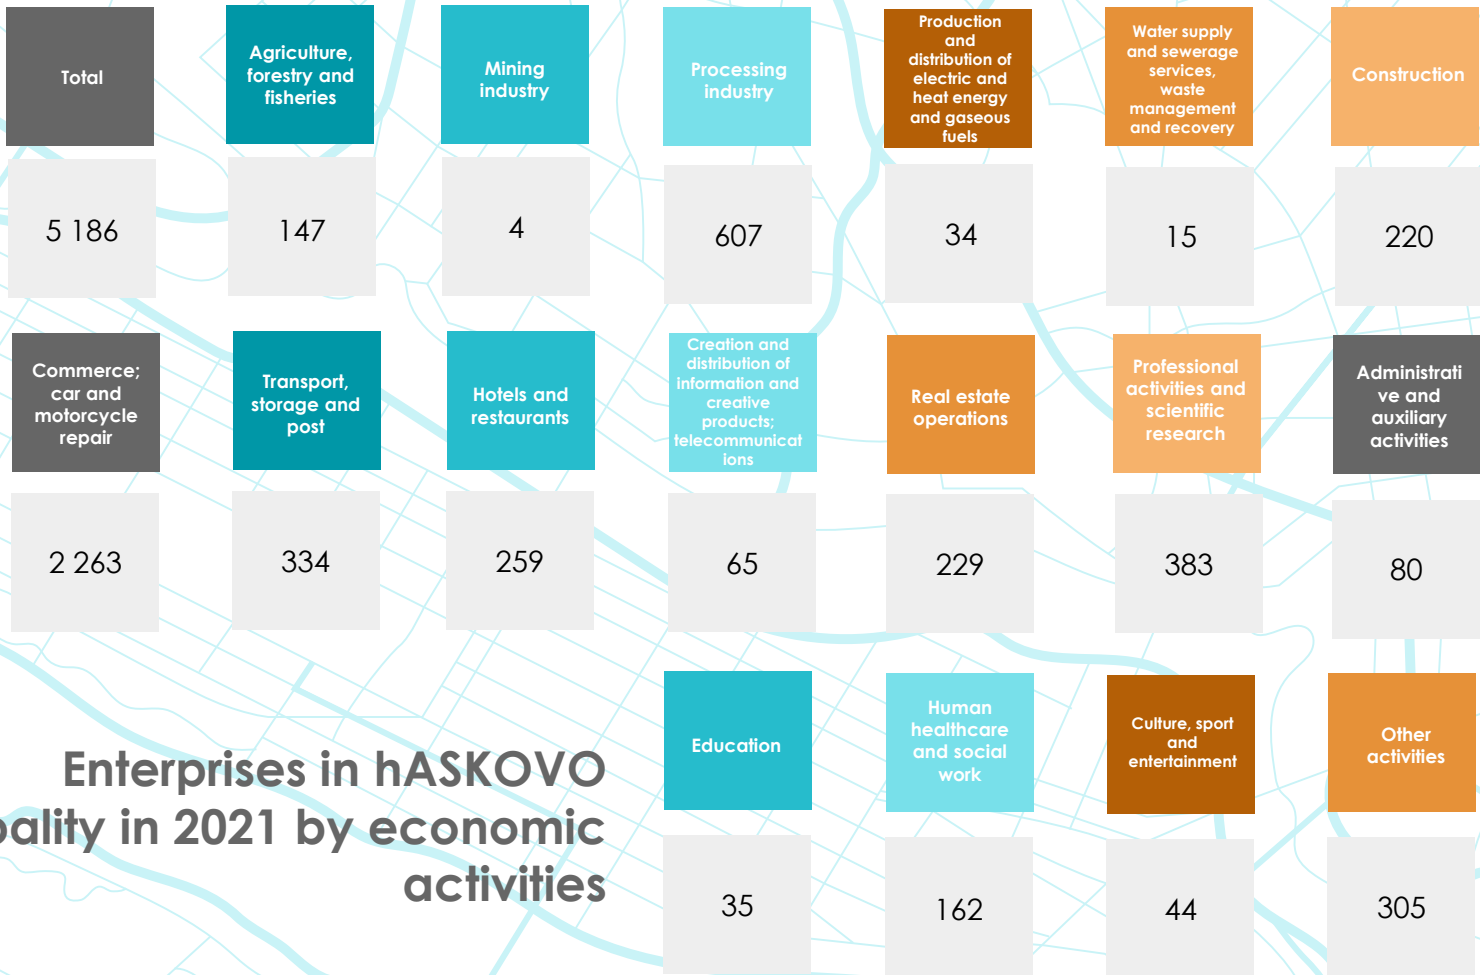 Total
Agriculture,
forestry and
fisheries
Mining
industry
Processing
industry
Production
and
distribution of
electric and
heat energy
and gaseous
fuels
Water supply
and sewerage
services,
waste
management
and recovery
Construction
5 186
147
4
607
34
15
220
Commerce;
car and
motorcycle
repair
Transport,
storage and
post
Hotels and
restaurants
Creation and
distribution of
information and
creative
products;
telecommunicat
ions
Real estate
operations
Professional
activities and
scientific
research
Administrati
ve and
auxiliary
activities
2 263
334
259
65
229
383
80
Education
Human
healthcare
and social
work
Culture, sport
and
entertainment
Other
activities
35
162
44
305
Enterprises in hASKOVO
pality in 2021 by economic
activities